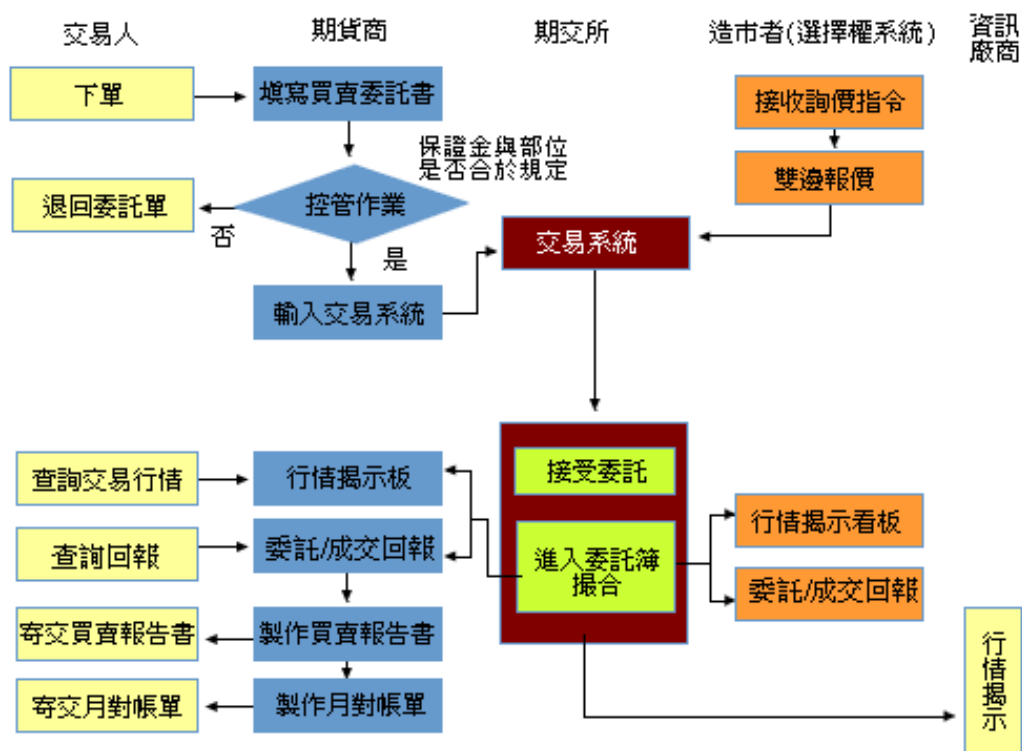 交易人
期貨商
期交所
造市者(選擇權系統)
資訊
廠商
下單
填寫買賣委託書
接收詢價指令
保證金與部位
是否合於規定
雙邊報價
退回委託單
控管作業
否
是
交易系統
輸入交易系統
接受委託
查詢交易行情
行情揭示板
行情揭示看板
查詢回報
委託/成交回報
進入委託簿
撮合
委託/成交回報
寄交買賣報告書
製作買賣報告書
行
情
揭
示
寄交月對帳單
製作月對帳單